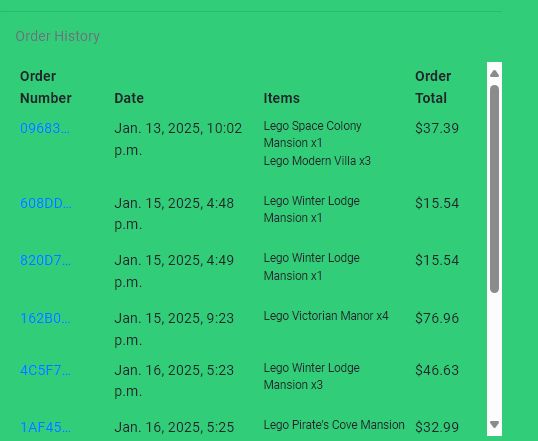 Order History
Order Number Date Items Order Total
09683... Jan. 13, 2025, 10:02 p.m. Lego Space Colony Mansion x1 Lego Modern Villa x3 $37.39
608DD... Jan. 15, 2025, 4:48 p.m. Lego Winter Lodge Mansion x1 $15.54
820D7... Jan. 15, 2025, 4:49 p.m. Lego Winter Lodge Mansion x1 $15.54
162B0... Jan. 15, 2025, 9:23 p.m. Lego Victorian Manor x4 $76.96
4C5F7... Jan. 16, 2025, 5:23 p.m. Lego Winter Lodge Mansion x3 $46.63
1AF45... Jan. 16, 2025, 5:25 Lego Pirate's Cove Mansion $32.99